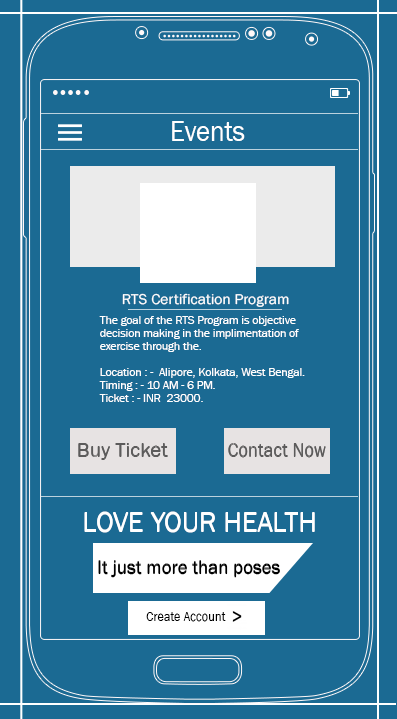 Events
RTS Certification Program
The goal of the RTS Program is objective
decision making in the implimentation of
exercise through the.
Location : - Alipore, Kolkata, West Bengal.
Timing : - 10 AM - 6 PM.
Ticket : - INR 23000.
Buy Ticket
Contact Now
LOVE YOUR HEALTH
It just more than poses
Create Account >